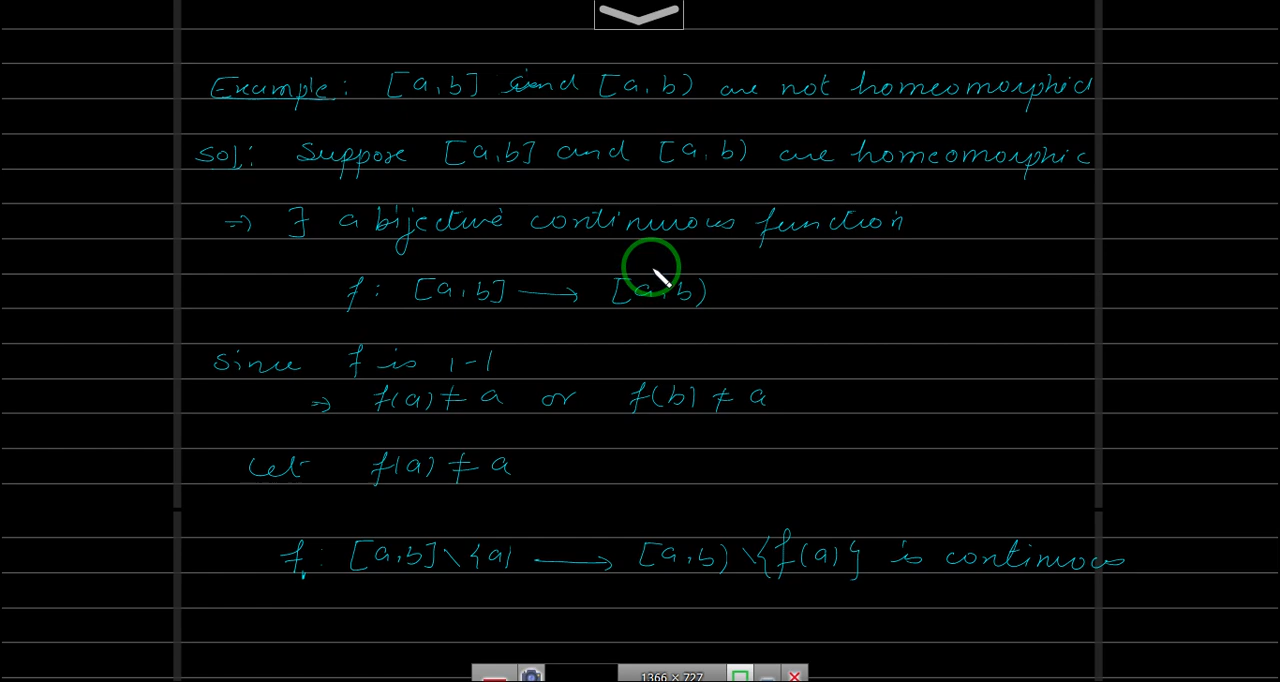 Example: [a, b] and [a, b) are not homeomorphic
Sol: Suppose [a, b] and [a, b) are homeomorphic
⇒ ∃ a bijective continuous function
f: [a, b] ⟶ [a, b)
Since f is 1-1
⇒ f(a) ≠ a or f(b) ≠ a
Let f(a) ≠ a
f₁: [a, b] \ {a} ⟶ [a, b) \ {f(a)} is continuous
1366 × 727